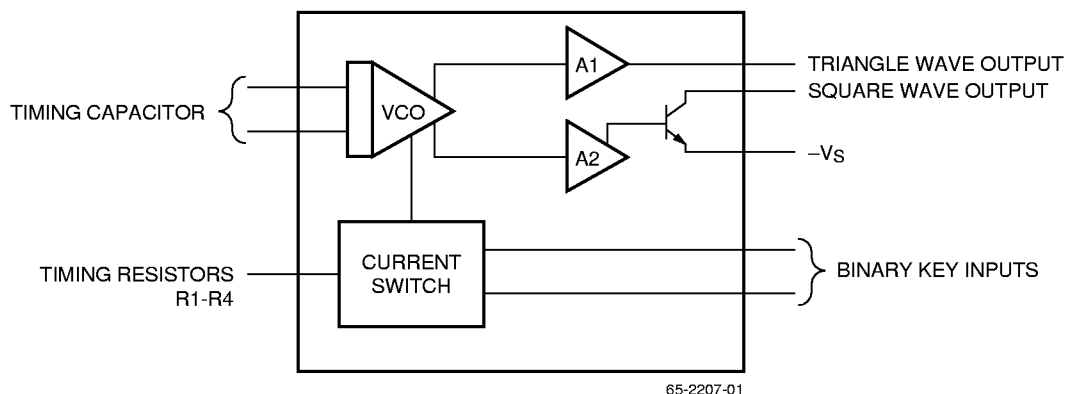 TIMING CAPACITOR
VCO
A1
A2
TRIANGLE WAVE OUTPUT
SQUARE WAVE OUTPUT
–VS
TIMING RESISTORS
R1-R4
CURRENT
SWITCH
BINARY KEY INPUTS
65-2207-01